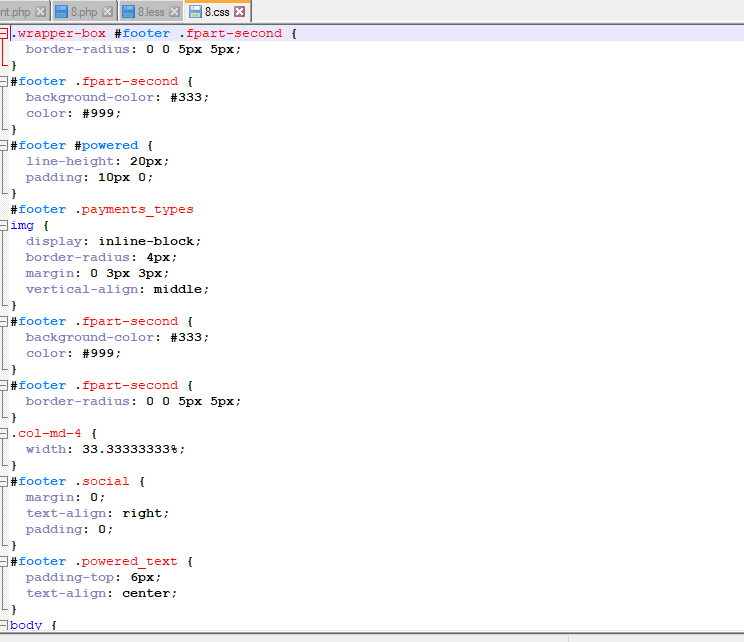 nt.php 8.php 8.less 8.css
.wrapper-box #footer .fpart-second {
border-radius: 0 0 5px 5px;
}
#footer .fpart-second {
background-color: #333;
color: #999;
}
#footer #powered {
line-height: 20px;
padding: 10px 0;
}
#footer .payments_types
img {
display: inline-block;
border-radius: 4px;
margin: 0 3px 3px;
vertical-align: middle;
}
#footer .fpart-second {
background-color: #333;
color: #999;
}
#footer .fpart-second {
border-radius: 0 0 5px 5px;
}
.col-md-4 {
width: 33.33333333%;
}
#footer .social {
margin: 0;
text-align: right;
padding: 0;
}
#footer .powered_text {
padding-top: 6px;
text-align: center;
}
body {